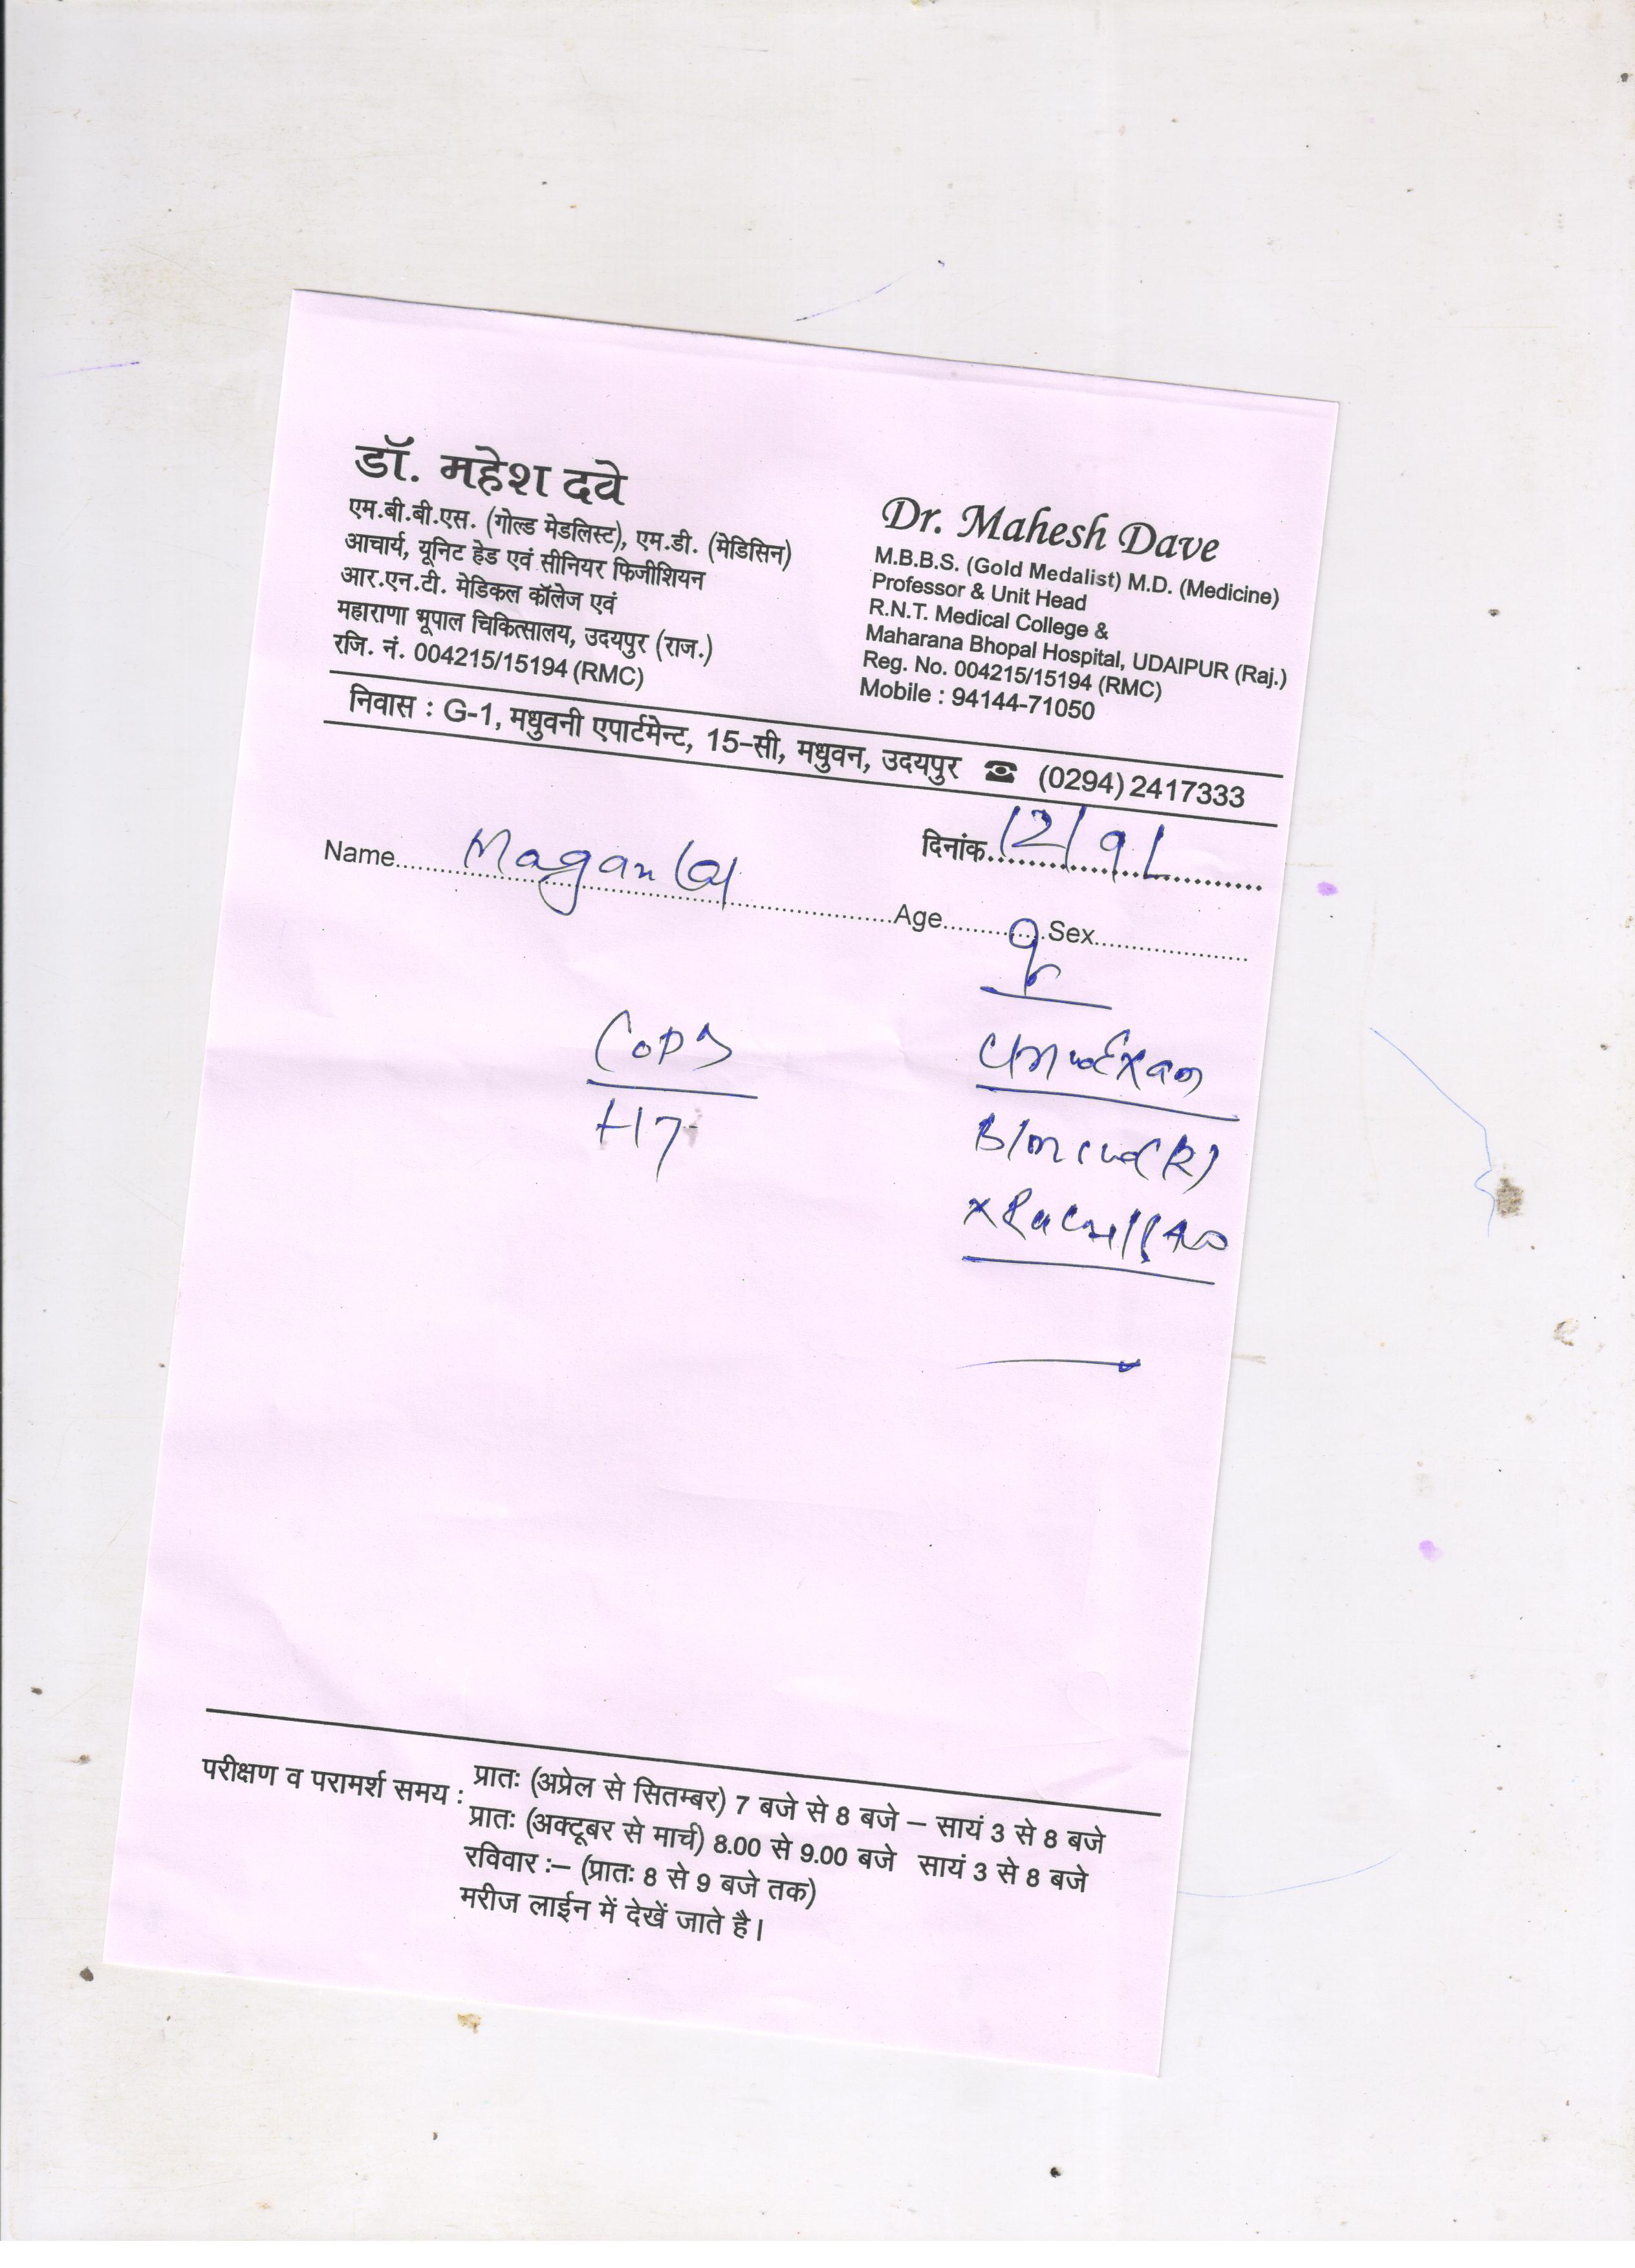 डॉ. महेश दवे
एम.बी.बी.एस. (गोल्ड मेडलिस्ट), एम.डी. (मेडिसिन)
आचार्य, यूनिट हेड एवं सीनियर फिजीशियन
आर.एन.टी. मेडिकल कॉलेज एवं
महाराणा भूपाल चिकित्सालय, उदयपुर (राज.)
रजि. नं. 004215/15194 (RMC)
Dr. Mahesh Dave
M.B.B.S. (Gold Medalist) M.D. (Medicine)
Professor & Unit Head
R.N.T. Medical College &
Maharana Bhopal Hospital, UDAIPUR (Raj.)
Reg. No. 004215/15194 (RMC)
Mobile : 94144-71050
निवास : G-1, मधुवनी एपार्टमेन्ट, 15-सी, मधुवन, उदयपुर ☎ (0294) 2417333
दिनांक 12/9/
Name Magan
Age Sex
COPD
परीक्षण व परामर्श समय : प्रातः (अप्रेल से सितम्बर) 7 बजे से 8 बजे – सायं 3 से 8 बजे
प्रातः (अक्टूबर से मार्च) 8.00 से 9.00 बजे सायं 3 से 8 बजे
रविवार :– (प्रातः 8 से 9 बजे तक)
मरीज लाईन में देखें जाते है।